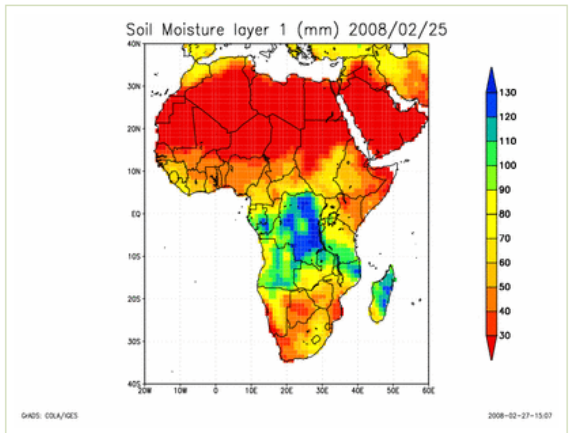 Soil Moisture layer 1 (mm) 2008/02/25
40N
30N
20N
10N
EQ
10S
20S
30S
40S
20W 10W 0 10E 20E 30E 40E 50E 60E
130
120
110
100
90
80
70
60
50
40
30
GrADS: COLA/IGES
2008-02-27-15:07